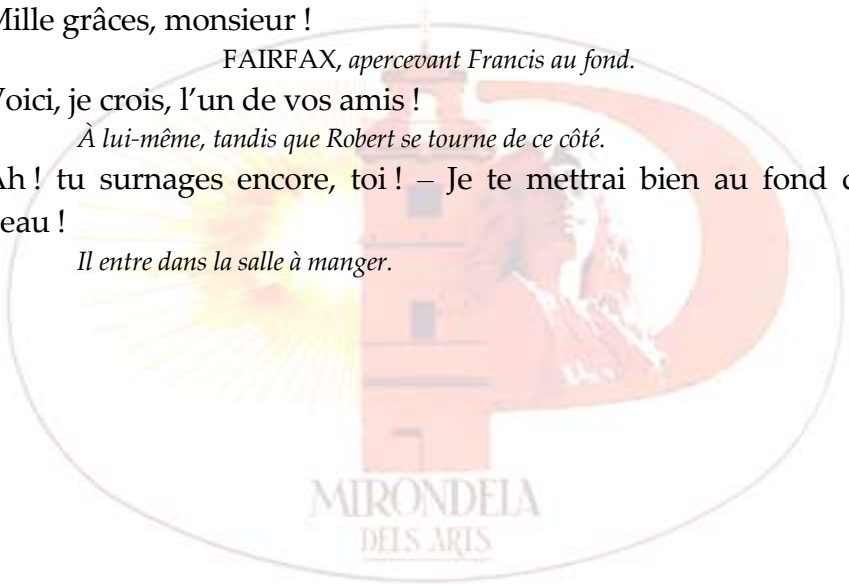 Mille grâces, monsieur !
FAIRFAX, apercevant Francis au fond.
Voici, je crois, l’un de vos amis !
À lui-même, tandis que Robert se tourne de ce côté.
Ah ! tu surnages encore, toi ! – Je te mettrai bien au fond
eau !
Il entre dans la salle à manger.
MIRONDELA
DELS ARTS